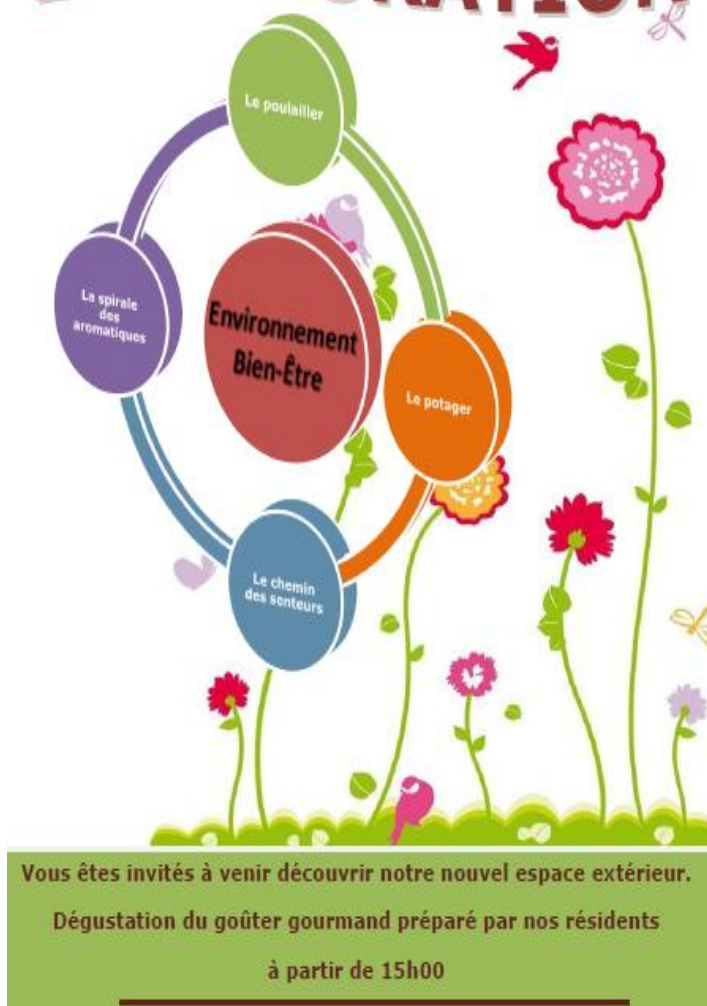 Le poulailler
La spirale
des
aromatiques
Environnement
Bien-Être
Le potager
Le chemin
des senteurs
Vous êtes invités à venir découvrir notre nouvel espace extérieur.
Dégustation du goûter gourmand préparé par nos résidents
à partir de 15h00